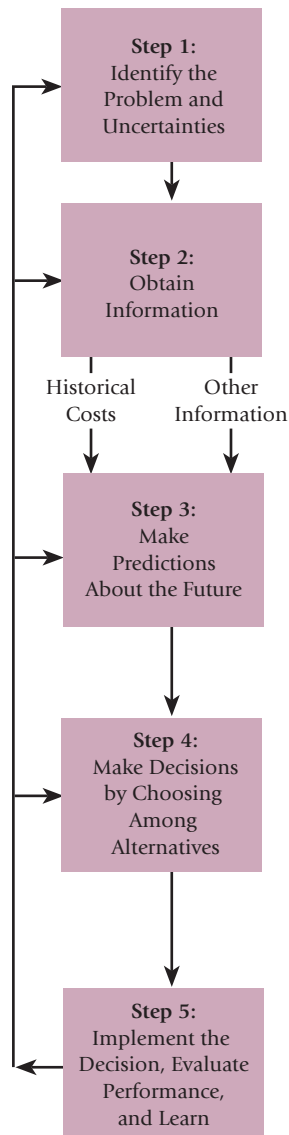 Step 1:
Identify the
Problem and
Uncertainties
Step 2:
Obtain
Information
Historical
Costs
Other
Information
Step 3:
Make
Predictions
About the Future
Step 4:
Make Decisions
by Choosing
Among
Alternatives
Step 5:
Implement the
Decision, Evaluate
Performance,
and Learn